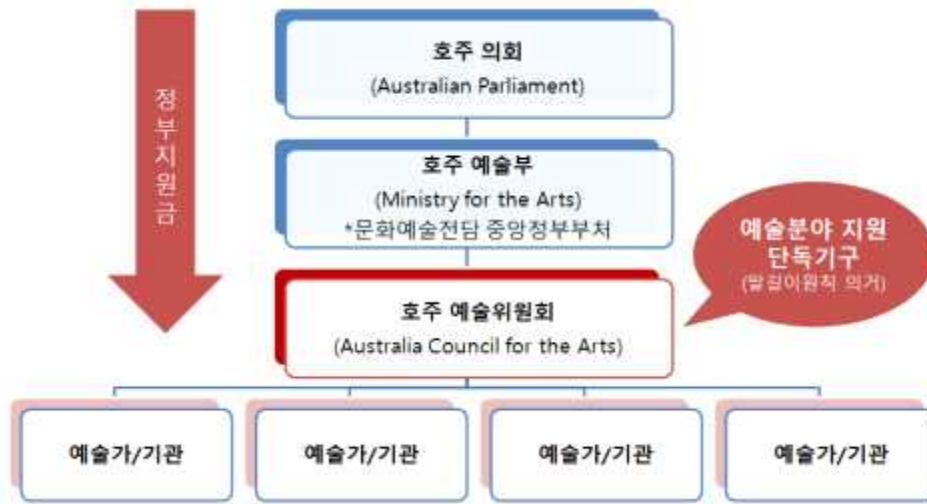 정부지원금
호주 의회
(Australian Parliament)
호주 예술부
(Ministry for the Arts)
*문화예술전담 중앙정부부처
예술분야 지원
단독기구
(팔길이원칙 의거)
호주 예술위원회
(Australia Council for the Arts)
예술가/기관
예술가/기관
예술가/기관
예술가/기관